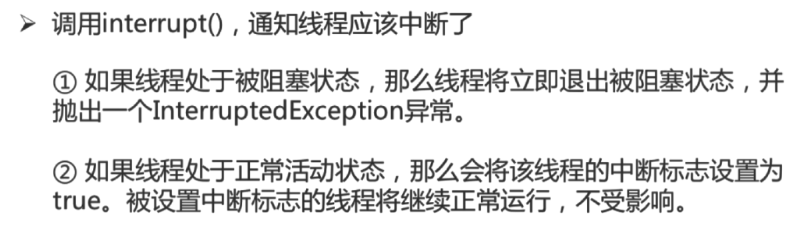 ➢ 调用interrupt()，通知线程应该中断了
① 如果线程处于被阻塞状态，那么线程将立即退出被阻塞状态，并
抛出一个InterruptedException异常。
② 如果线程处于正常活动状态，那么会将该线程的中断标志设置为
true。被设置中断标志的线程将继续正常运行，不受影响。